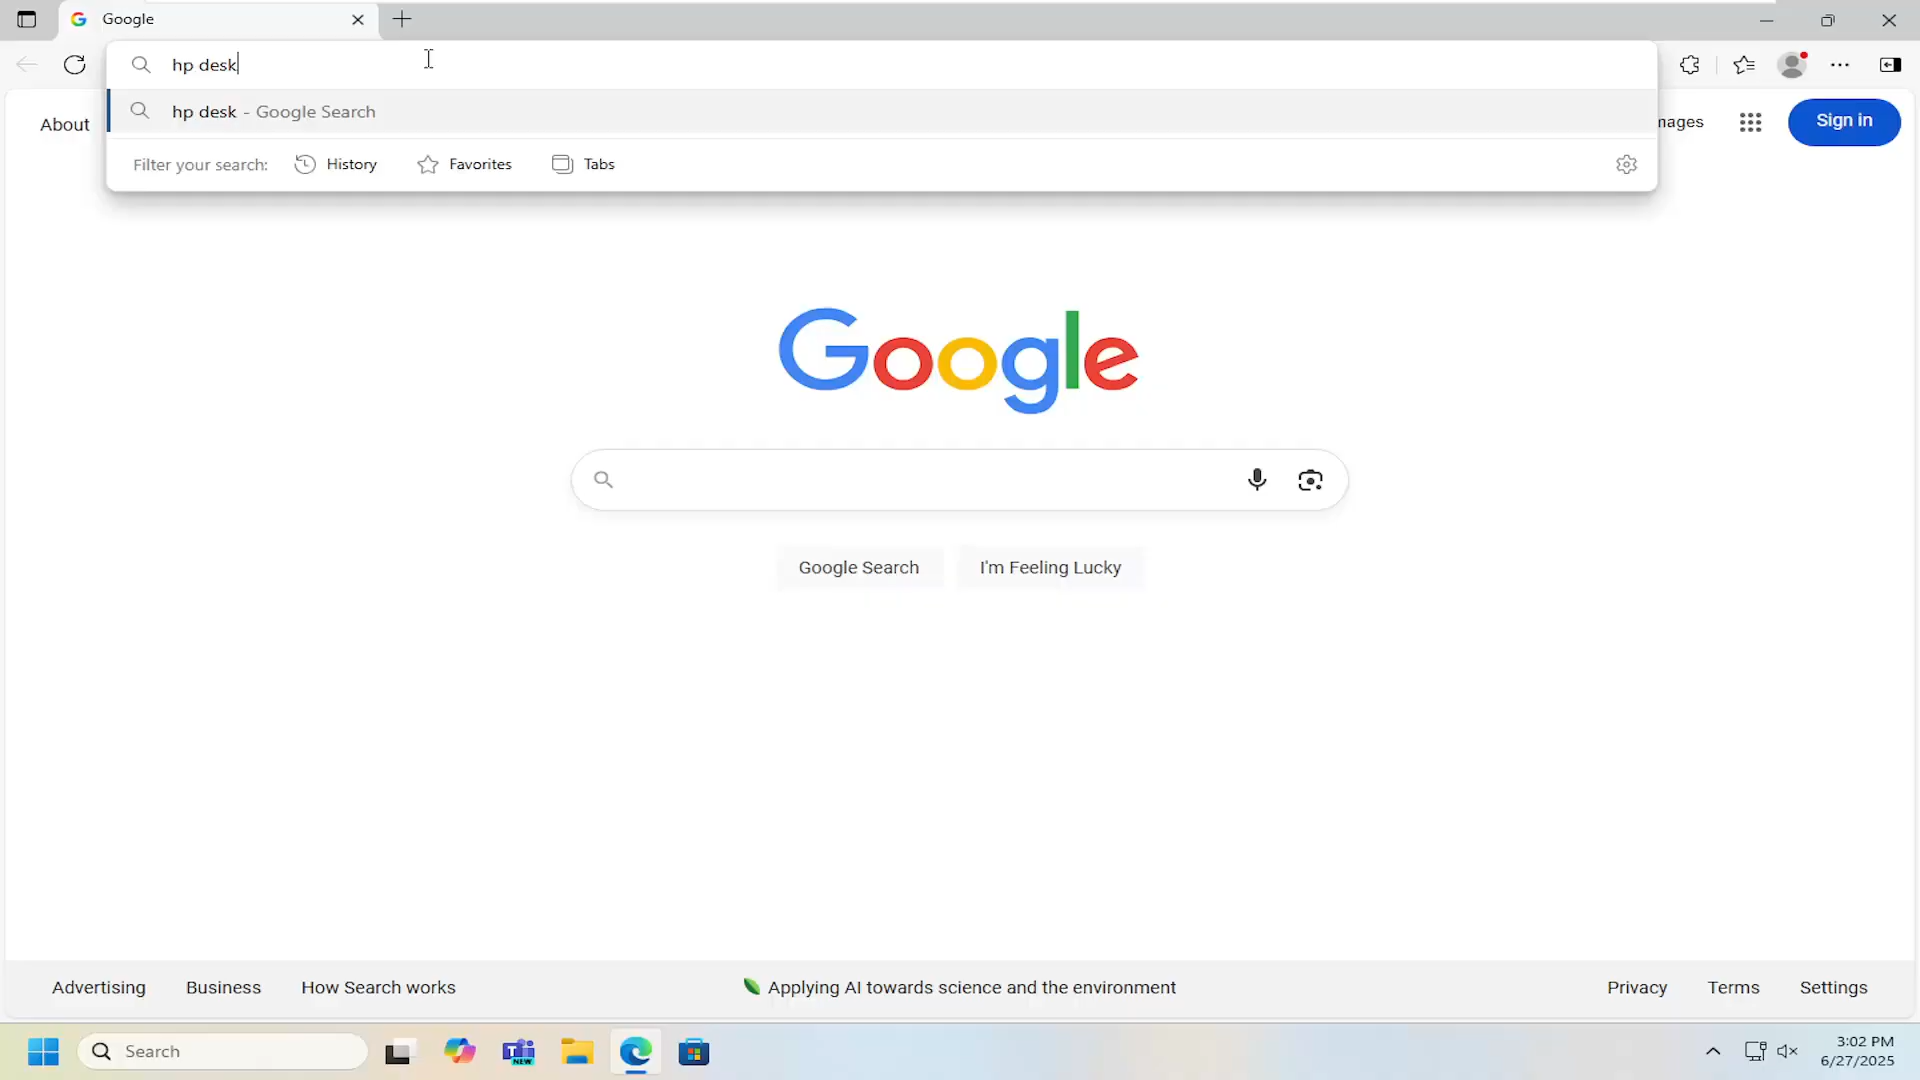 Google
hp desk
hp desk - Google Search
Filter your search: History Favorites Tabs
About
mages
Sign in
Google
Google Search
I'm Feeling Lucky
Advertising Business How Search works
Applying AI towards science and the environment
Privacy Terms Settings
Search
NEW
3:02 PM
6/27/2025